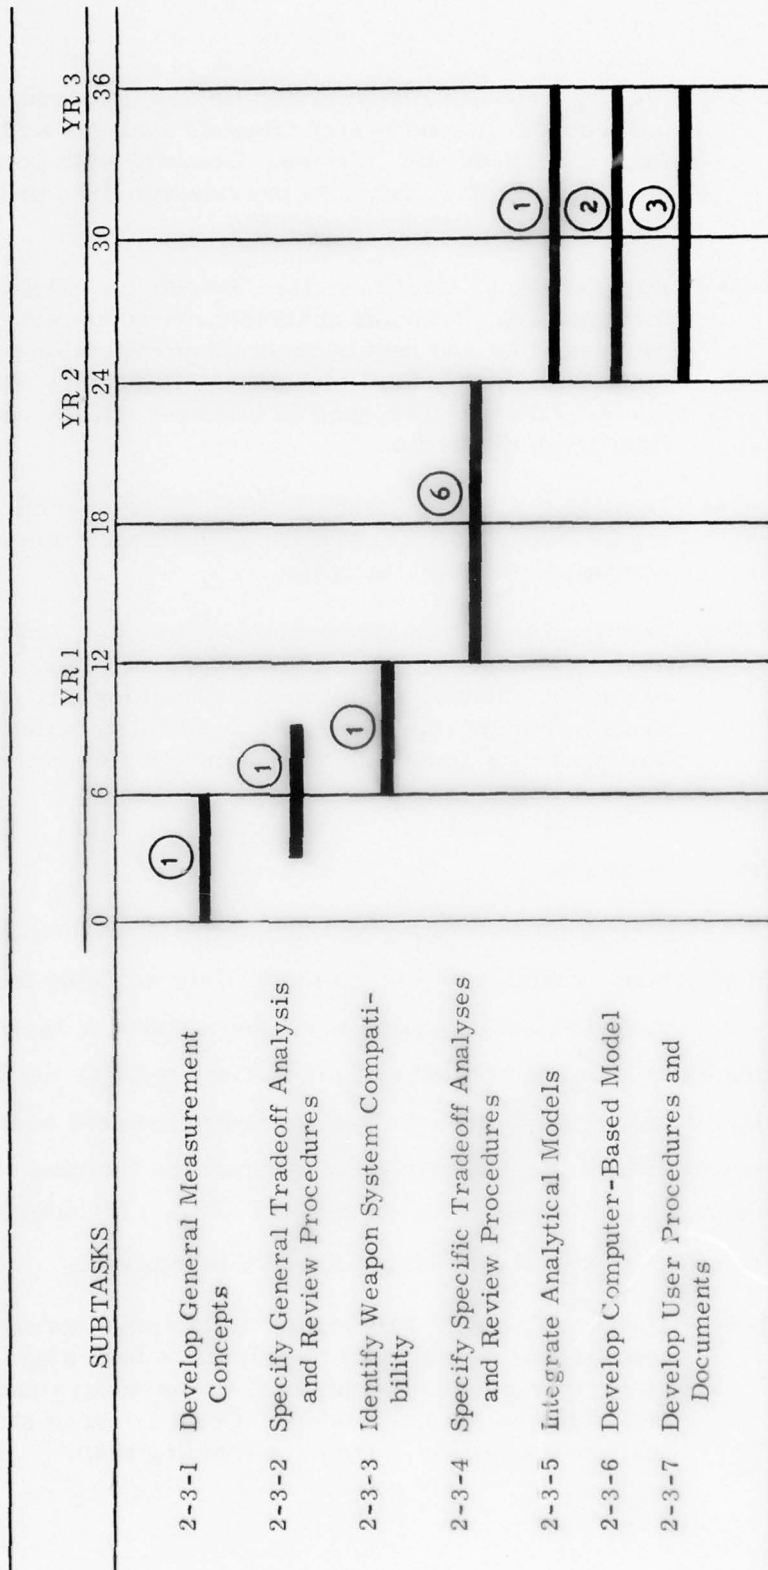 SUBTASKS
YR 1 YR 2 YR 3
0 6 12 18 24 30 36
2-3-1 Develop General Measurement
Concepts
1
2-3-2 Specify General Tradeoff Analysis
and Review Procedures
1
2-3-3 Identify Weapon System Compati-
bility
1
2-3-4 Specify Specific Tradeoff Analyses
and Review Procedures
6
2-3-5 Integrate Analytical Models
1
2-3-6 Develop Computer-Based Model
2
2-3-7 Develop User Procedures and
Documents
3